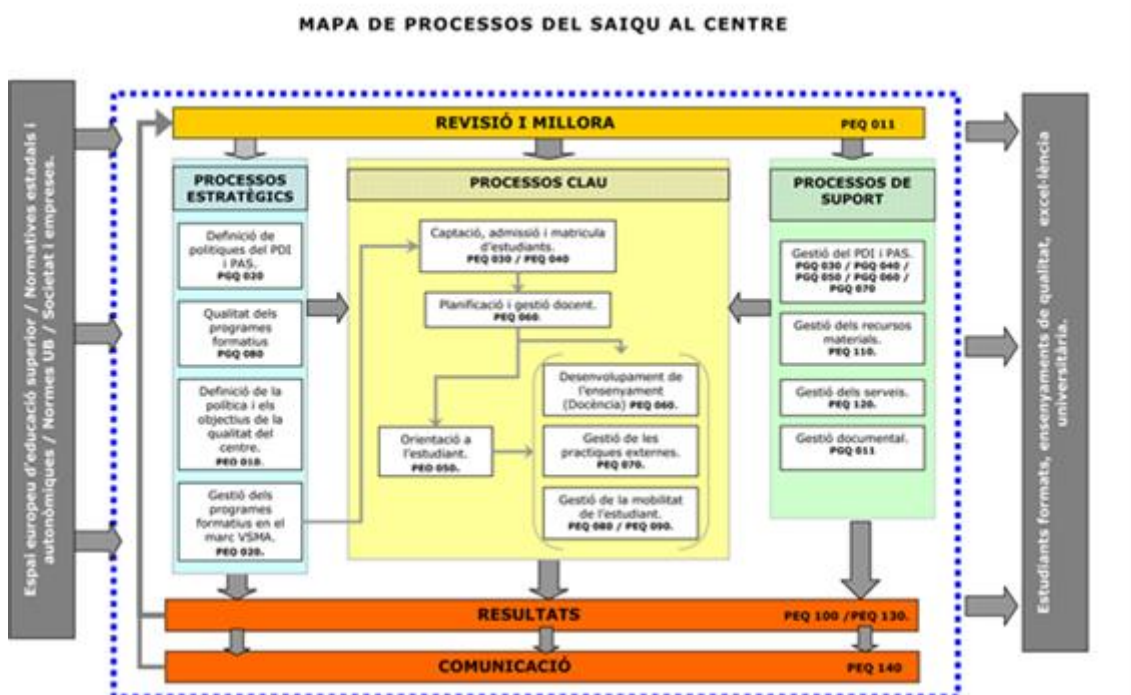 MAPA DE PROCESSOS DEL SAIQU AL CENTRE
Espai europeu d'educació superior / Normatives estadals i
autonòmiques / Normes UB / Societat i empreses.
REVISIÓ I MILLORA
PEQ 011
PROCESSOS
ESTRATÈGICS
Definició de
politiques del PDI
i PAS.
PGQ 020
Qualitat dels
programes
formatius
PGQ 080
Definició de la
política i els
objectius de la
qualitat del
centre.
PEQ 010.
Gestió dels
programes
formatius en el
marc VSMA.
PEQ 020.
PROCESSOS CLAU
Captació, admissió i matricula
d'estudiants.
PEQ 030 / PEQ 040
Planificació i gestió docent.
PEQ 060.
Desenvolupament de
l'ensenyament
(Docència) PEQ 060.
Orientació a
l'estudiant.
PEQ 050.
Gestió de les
practiques externes.
PEQ 070.
Gestió de la mobilitat
de l'estudiant.
PEQ 080 / PEQ 090.
PROCESSOS DE
SUPORT
Gestió del PDI i PAS.
PGQ 030 / PGQ 040 /
PGQ 050 / PGQ 060 /
PGQ 070
Gestió dels recursos
materials.
PEQ 110.
Gestió dels serveis.
PEQ 120.
Gestió documental.
PGQ 011
RESULTATS
PEQ 100 /PEQ 130.
COMUNICACIÓ
PEQ 140
Estudiants formats, ensenyaments de qualitat, excel·lència
universitària.